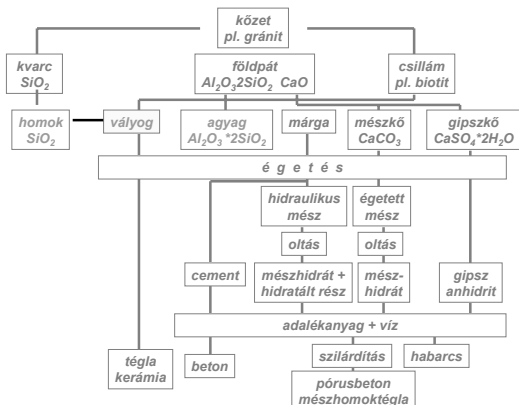 kőzet
pl. gránit
kvarc
SiO₂
földpát
Al₂O₃2SiO₂ CaO
csillám
pl. biotit
homok
SiO₂
vályog
agyag
Al₂O₃ *2SiO₂
márga
mészkő
CaCO₃
gipszkő
CaSO₄*2H₂O
é g e t é s
hidraulikus
mész
égetett
mész
oltás
oltás
cement
mészhidrát +
hidratált rész
mész-
hidrát
gipsz
anhidrit
adalékanyag + víz
tégla
kerámia
beton
szilárdítás
habarcs
pórusbeton
mészhomoktégla